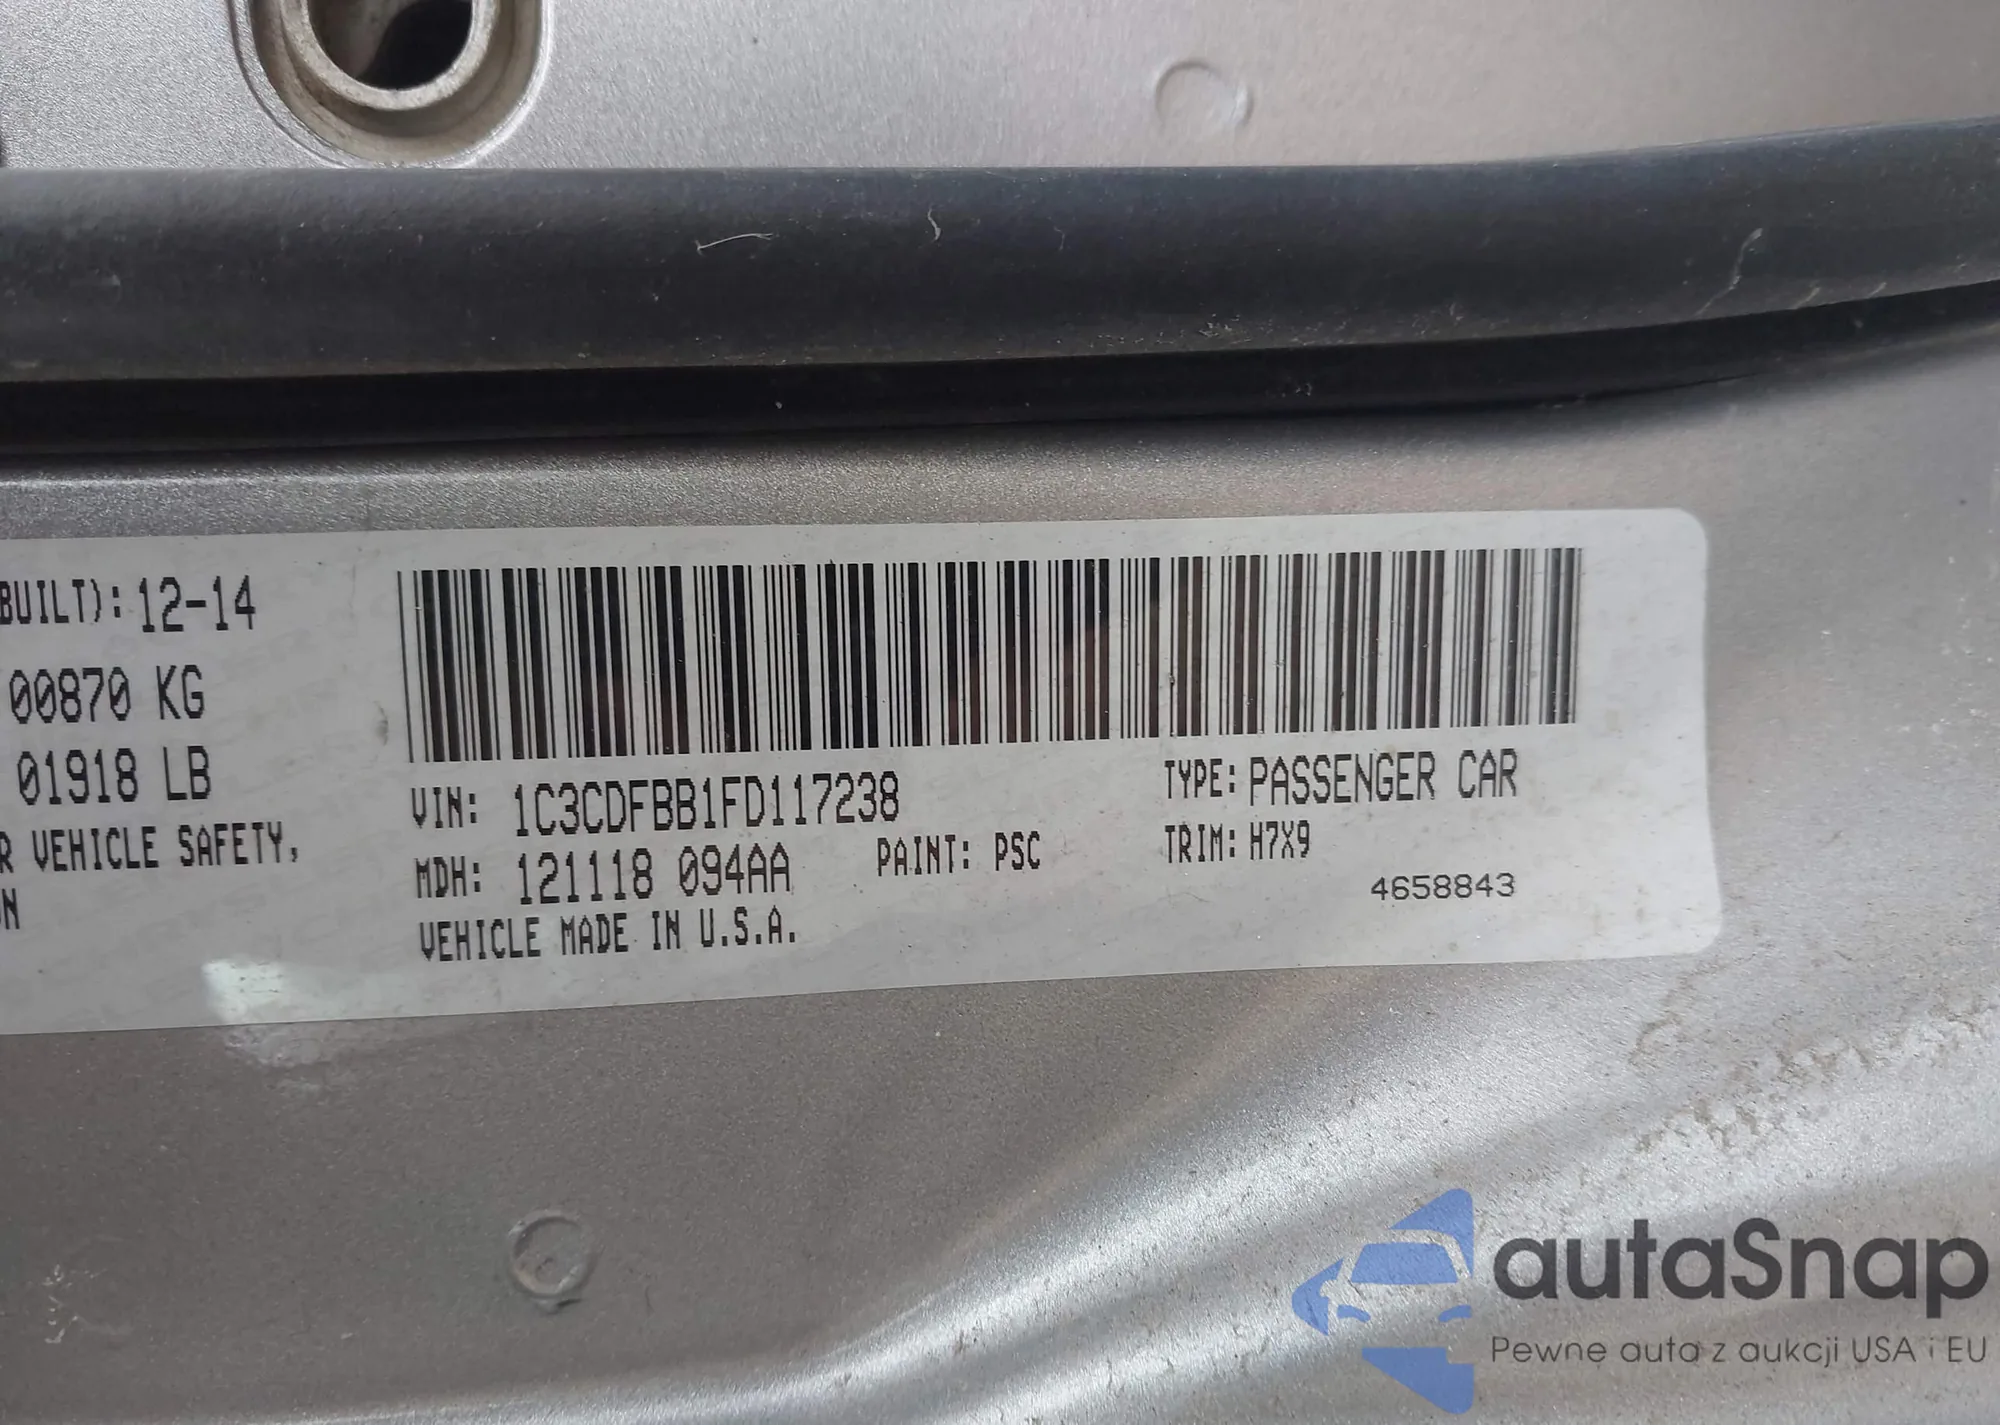 BUILT): 12-14
00870 KG
01918 LB
R VEHICLE SAFETY,
ON
VIN: 1C3CDFBB1FD117238
TYPE: PASSENGER CAR
MDH: 121118 094AA PAINT: PSC
TRIM: H7X9
VEHICLE MADE IN U.S.A.
4658843
autaSnap
Pewne auta z aukcji USA i EU